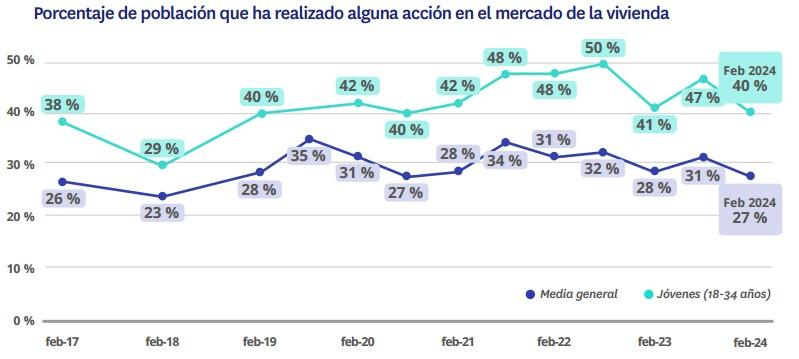 Porcentaje de población que ha realizado alguna acción en el mercado de la vivienda
50 %
40 %
30 %
20 %
10 %
0 %
38 %
29 %
40 %
42 %
40 %
42 %
48 %
48 %
50 %
41 %
47 %
Feb 2024
40 %
26 %
23 %
28 %
35 %
31 %
27 %
28 %
34 %
31 %
32 %
28 %
31 %
Feb 2024
27 %
Media general
Jóvenes (18-34 años)
feb-17
feb-18
feb-19
feb-20
feb-21
feb-22
feb-23
feb-24